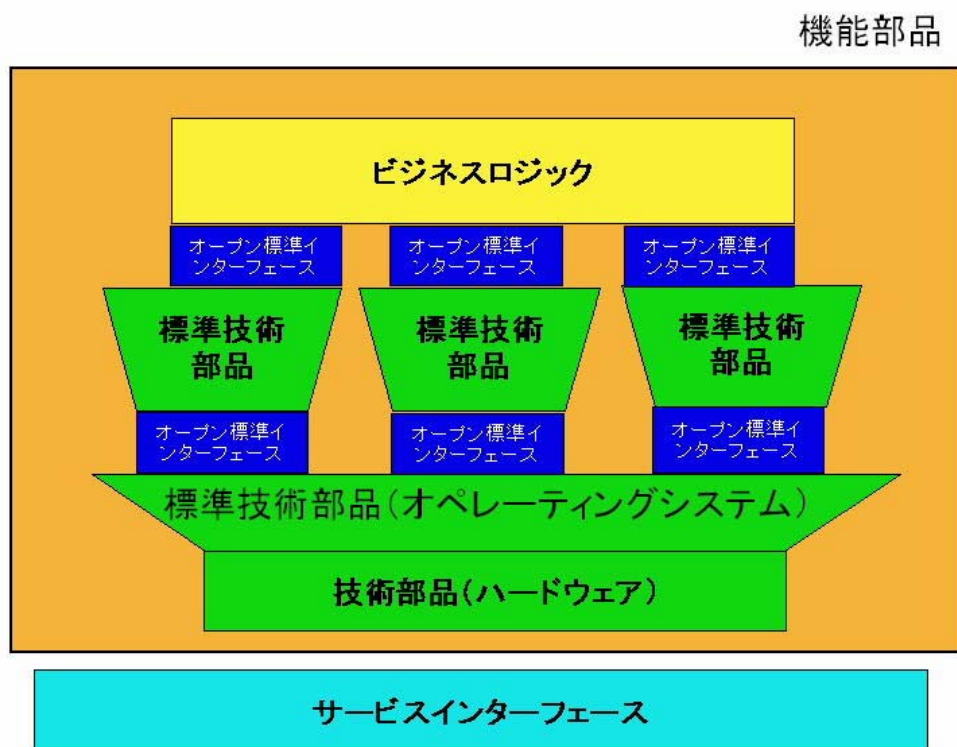 機能部品
ビジネスロジック
オープン標準イ
ンターフェース
オープン標準イ
ンターフェース
オープン標準イ
ンターフェース
標準技術
部品
標準技術
部品
標準技術
部品
オープン標準イ
ンターフェース
オープン標準イ
ンターフェース
オープン標準イ
ンターフェース
標準技術部品(オペレーティングシステム)
技術部品(ハードウェア)
サービスインターフェース